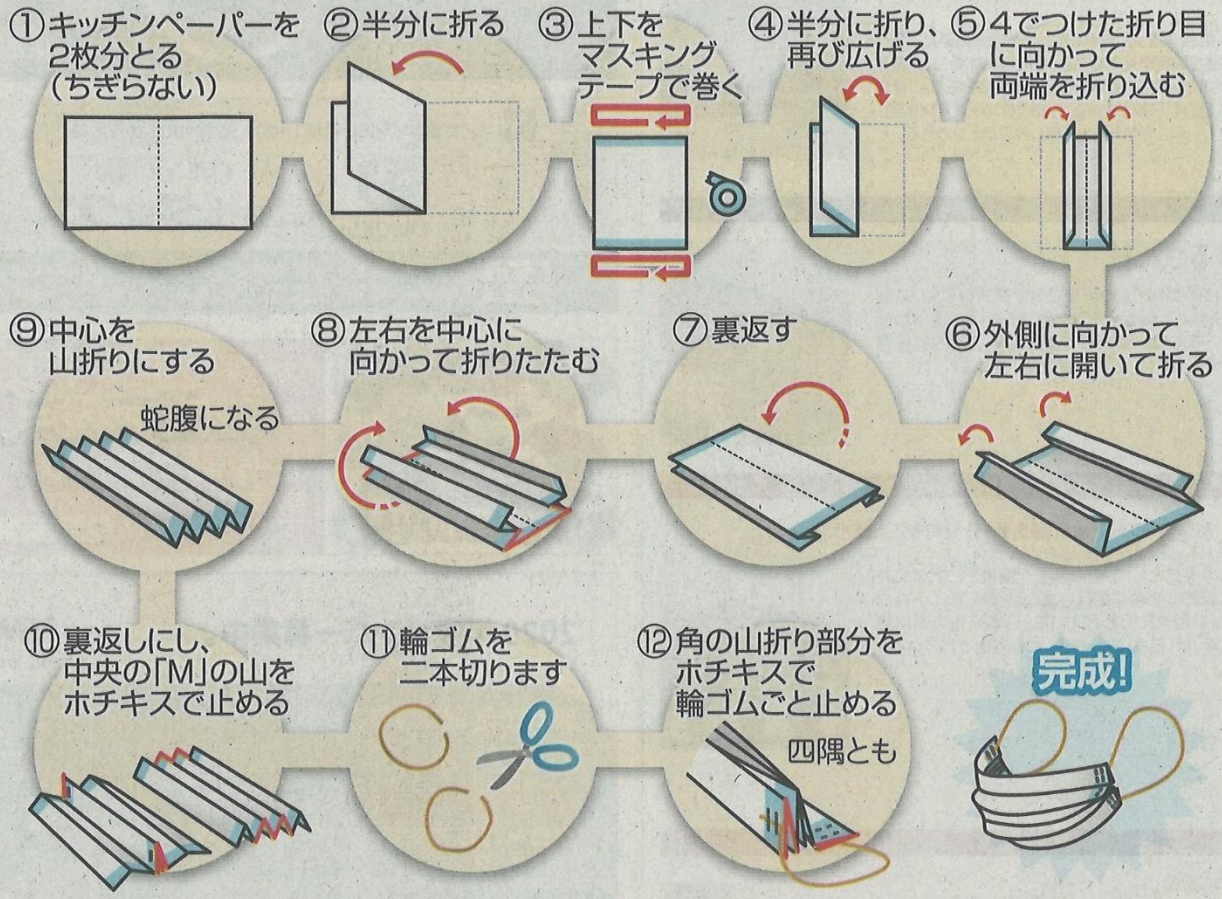 ①キッチンペーパーを
2枚分とる
(ちぎらない)
②半分に折る
③上下を
マスキング
テープで巻く
④半分に折り、
再び広げる
⑤4でつけた折り目
に向かって
両端を折り込む
⑥外側に向かって
左右に開いて折る
⑦裏返す
⑧左右を中心に
向かって折りたたむ
⑨中心を
山折りにする
蛇腹になる
⑩裏返しにし、
中央の「M」の山を
ホチキスで止める
⑪輪ゴムを
二本切ります
⑫角の山折り部分を
ホチキスで
輪ゴムごと止める
四隅とも
完成!